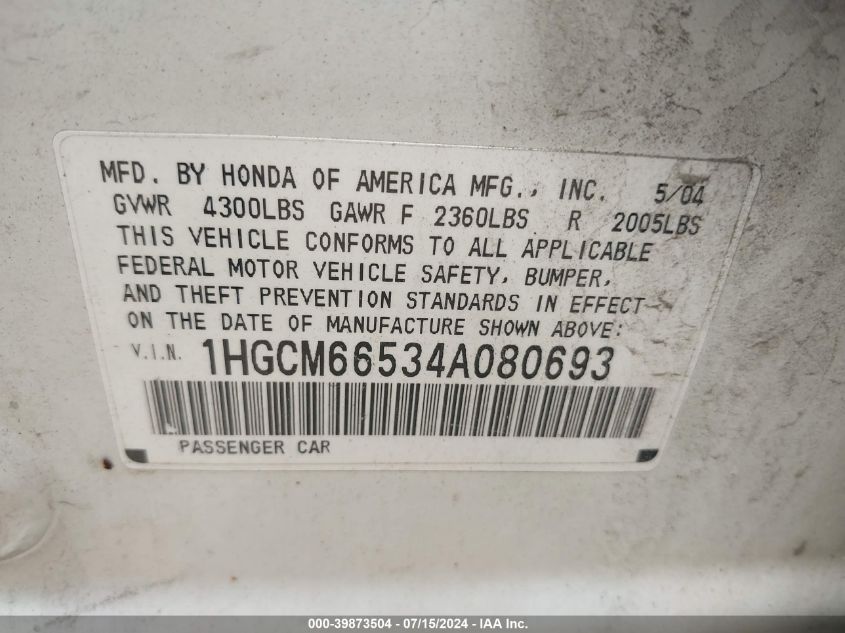 MFD. BY HONDA OF AMERICA MFG., INC. 5/04
GVWR 4300LBS GAWR F 2360LBS R 2005LBS
THIS VEHICLE CONFORMS TO ALL APPLICABLE
FEDERAL MOTOR VEHICLE SAFETY, BUMPER,
AND THEFT PREVENTION STANDARDS IN EFFECT
ON THE DATE OF MANUFACTURE SHOWN ABOVE:
V.I.N. 1HGCM66534A080693
PASSENGER CAR
000-39873504 - 07/15/2024 - IAA Inc.